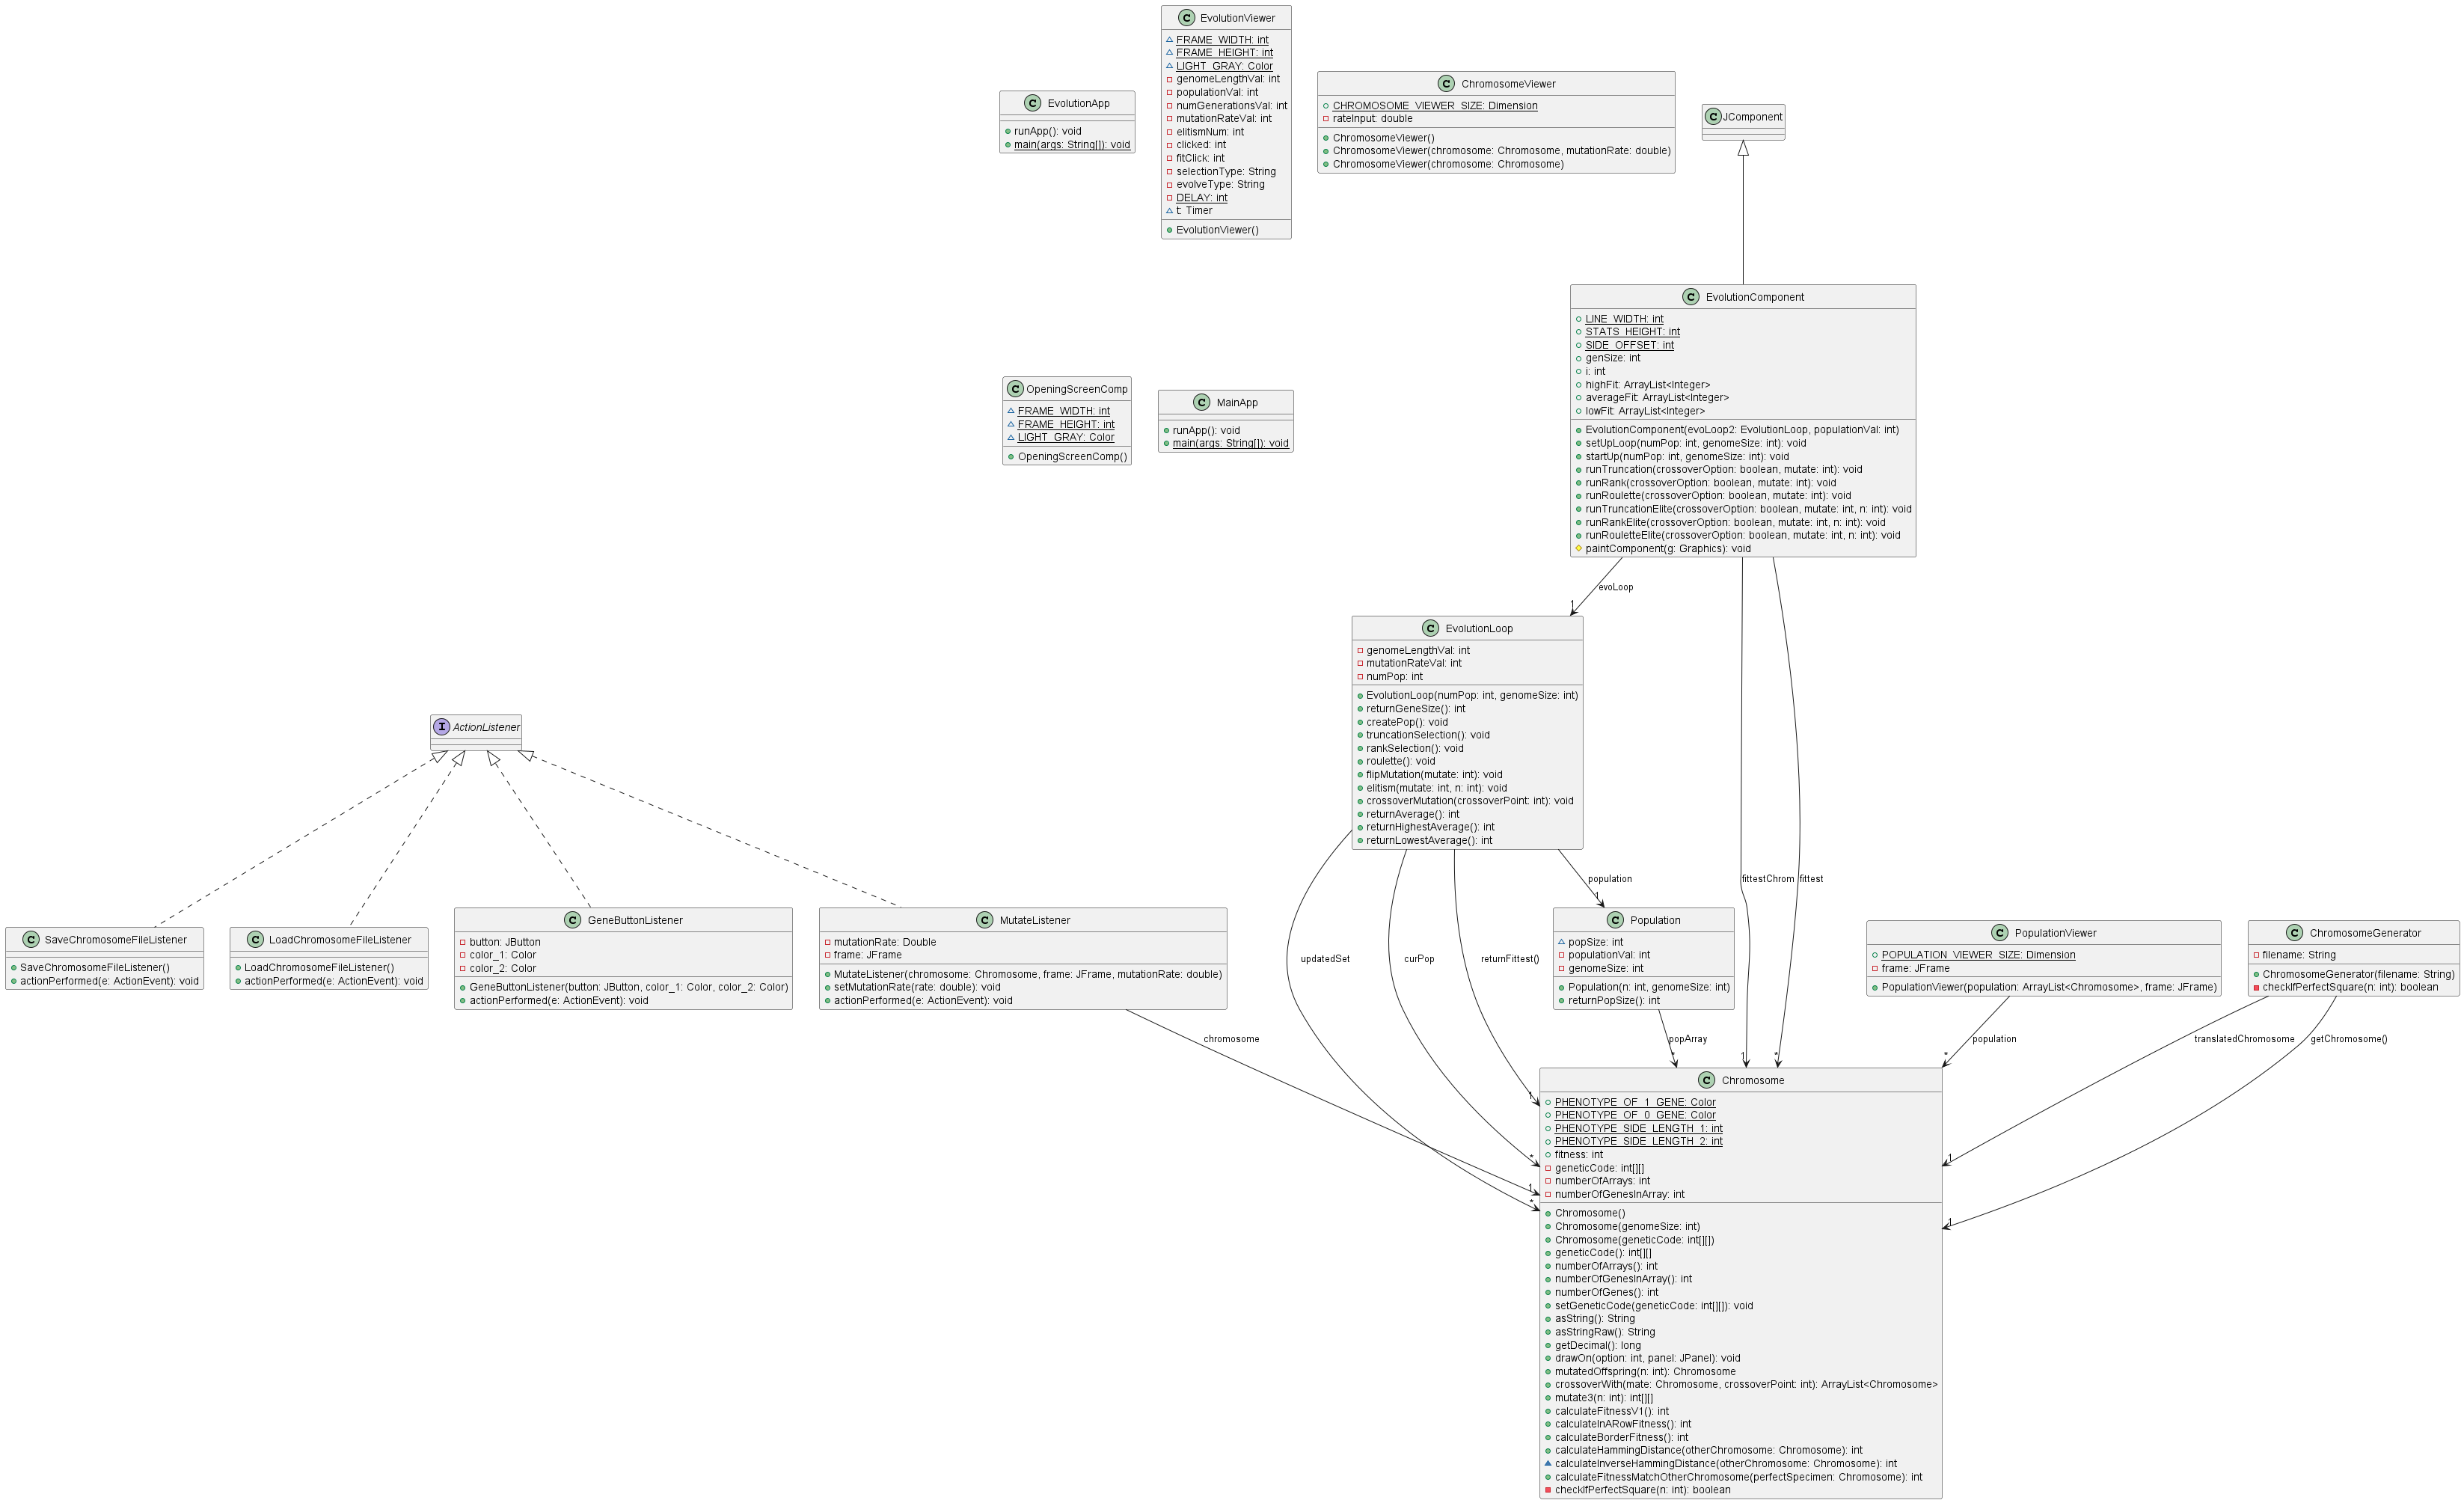 C EvolutionApp
runApp(): void
main(args: String[]): void
C EvolutionViewer
FRAME_WIDTH: int
FRAME_HEIGHT: int
LIGHT_GRAY: Color
genomeLengthVal: int
populationVal: int
numGenerationsVal: int
mutationRateVal: int
elitismNum: int
clicked: int
fitClick: int
selectionType: String
evolveType: String
DELAY: int
t: Timer
EvolutionViewer()
C ChromosomeViewer
CHROMOSOME_VIEWER_SIZE: Dimension
rateInput: double
ChromosomeViewer()
ChromosomeViewer(chromosome: Chromosome, mutationRate: double)
ChromosomeViewer(chromosome: Chromosome)
C JComponent
C EvolutionComponent
LINE_WIDTH: int
STATS_HEIGHT: int
SIDE_OFFSET: int
genSize: int
i: int
highFit: ArrayList<Integer>
averageFit: ArrayList<Integer>
lowFit: ArrayList<Integer>
EvolutionComponent(evoLoop2: EvolutionLoop, populationVal: int)
setUpLoop(numPop: int, genomeSize: int): void
startUp(numPop: int, genomeSize: int): void
runTruncation(crossoverOption: boolean, mutate: int): void
runRank(crossoverOption: boolean, mutate: int): void
runRoulette(crossoverOption: boolean, mutate: int): void
runTruncationElite(crossoverOption: boolean, mutate: int, n: int): void
runRankElite(crossoverOption: boolean, mutate: int, n: int): void
runRouletteElite(crossoverOption: boolean, mutate: int, n: int): void
paintComponent(g: Graphics): void
C OpeningScreenComp
FRAME_WIDTH: int
FRAME_HEIGHT: int
LIGHT_GRAY: Color
OpeningScreenComp()
C MainApp
runApp(): void
main(args: String[]): void
evoLoop
1
C EvolutionLoop
genomeLengthVal: int
mutationRateVal: int
numPop: int
EvolutionLoop(numPop: int, genomeSize: int)
returnGeneSize(): int
createPop(): void
truncationSelection(): void
rankSelection(): void
roulette(): void
flipMutation(mutate: int): void
elitism(mutate: int, n: int): void
crossoverMutation(crossoverPoint: int): void
returnAverage(): int
returnHighestAverage(): int
returnLowestAverage(): int
I ActionListener
population
1
fittestChrom
fittest
C SaveChromosomeFileListener
SaveChromosomeFileListener()
actionPerformed(e: ActionEvent): void
C LoadChromosomeFileListener
LoadChromosomeFileListener()
actionPerformed(e: ActionEvent): void
C GeneButtonListener
button: JButton
color_1: Color
color_2: Color
GeneButtonListener(button: JButton, color_1: Color, color_2: Color)
actionPerformed(e: ActionEvent): void
C MutateListener
mutationRate: Double
frame: JFrame
MutateListener(chromosome: Chromosome, frame: JFrame, mutationRate: double)
setMutationRate(rate: double): void
actionPerformed(e: ActionEvent): void
updatedSet
curPop
returnFittest()
C Population
popSize: int
populationVal: int
genomeSize: int
Population(n: int, genomeSize: int)
returnPopSize(): int
C PopulationViewer
POPULATION_VIEWER_SIZE: Dimension
frame: JFrame
PopulationViewer(population: ArrayList<Chromosome>, frame: JFrame)
C ChromosomeGenerator
filename: String
ChromosomeGenerator(filename: String)
checkIfPerfectSquare(n: int): boolean
chromosome
popArray
population
translatedChromosome
getChromosome()
*
1
*
*
1
*
1
*
1
1
1
*
C Chromosome
PHENOTYPE_OF_1_GENE: Color
PHENOTYPE_OF_0_GENE: Color
PHENOTYPE_SIDE_LENGTH_1: int
PHENOTYPE_SIDE_LENGTH_2: int
fitness: int
geneticCode: int[][]
numberOfArrays: int
numberOfGenesInArray: int
Chromosome()
Chromosome(genomeSize: int)
Chromosome(geneticCode: int[][])
geneticCode(): int[][]
numberOfArrays(): int
numberOfGenesInArray(): int
numberOfGenes(): int
setGeneticCode(geneticCode: int[][]): void
asString(): String
asStringRaw(): String
getDecimal(): long
drawOn(option: int, panel: JPanel): void
mutatedOffspring(n: int): Chromosome
crossoverWith(mate: Chromosome, crossoverPoint: int): ArrayList<Chromosome>
mutate3(n: int): int[][]
calculateFitnessV1(): int
calculateInARowFitness(): int
calculateBorderFitness(): int
calculateHammingDistance(otherChromosome: Chromosome): int
calculateInverseHammingDistance(otherChromosome: Chromosome): int
calculateFitnessMatchOtherChromosome(perfectSpecimen: Chromosome): int
checkIfPerfectSquare(n: int): boolean